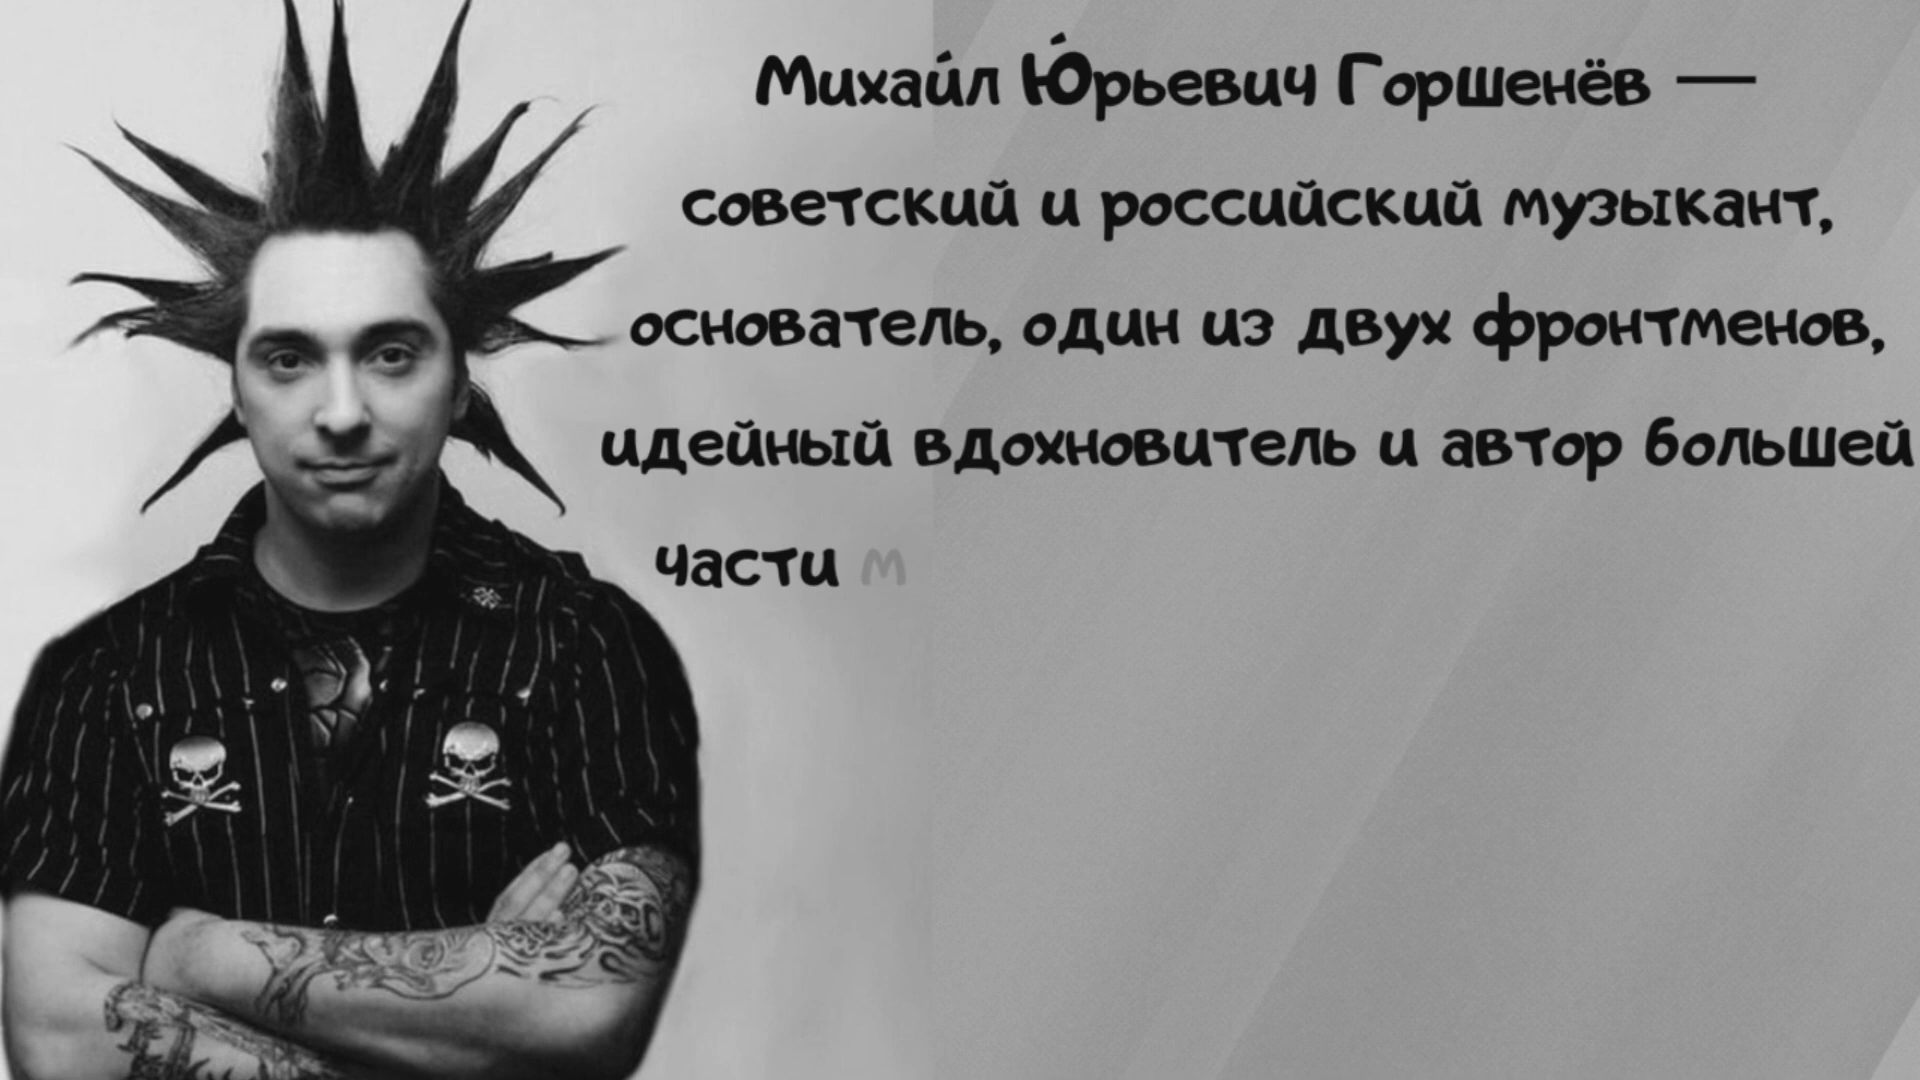 Михаи́л Ю́рьевич Горшенёв —
советский и российский музыкант,
основатель, один из двух фронтменов,
идейный вдохновитель и автор большей
части м